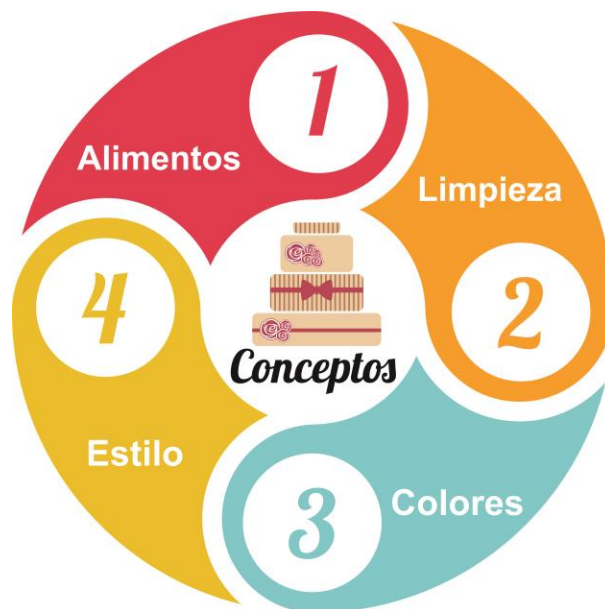 1
Alimentos
Limpieza
2
Conceptos
4
Estilo
3
Colores